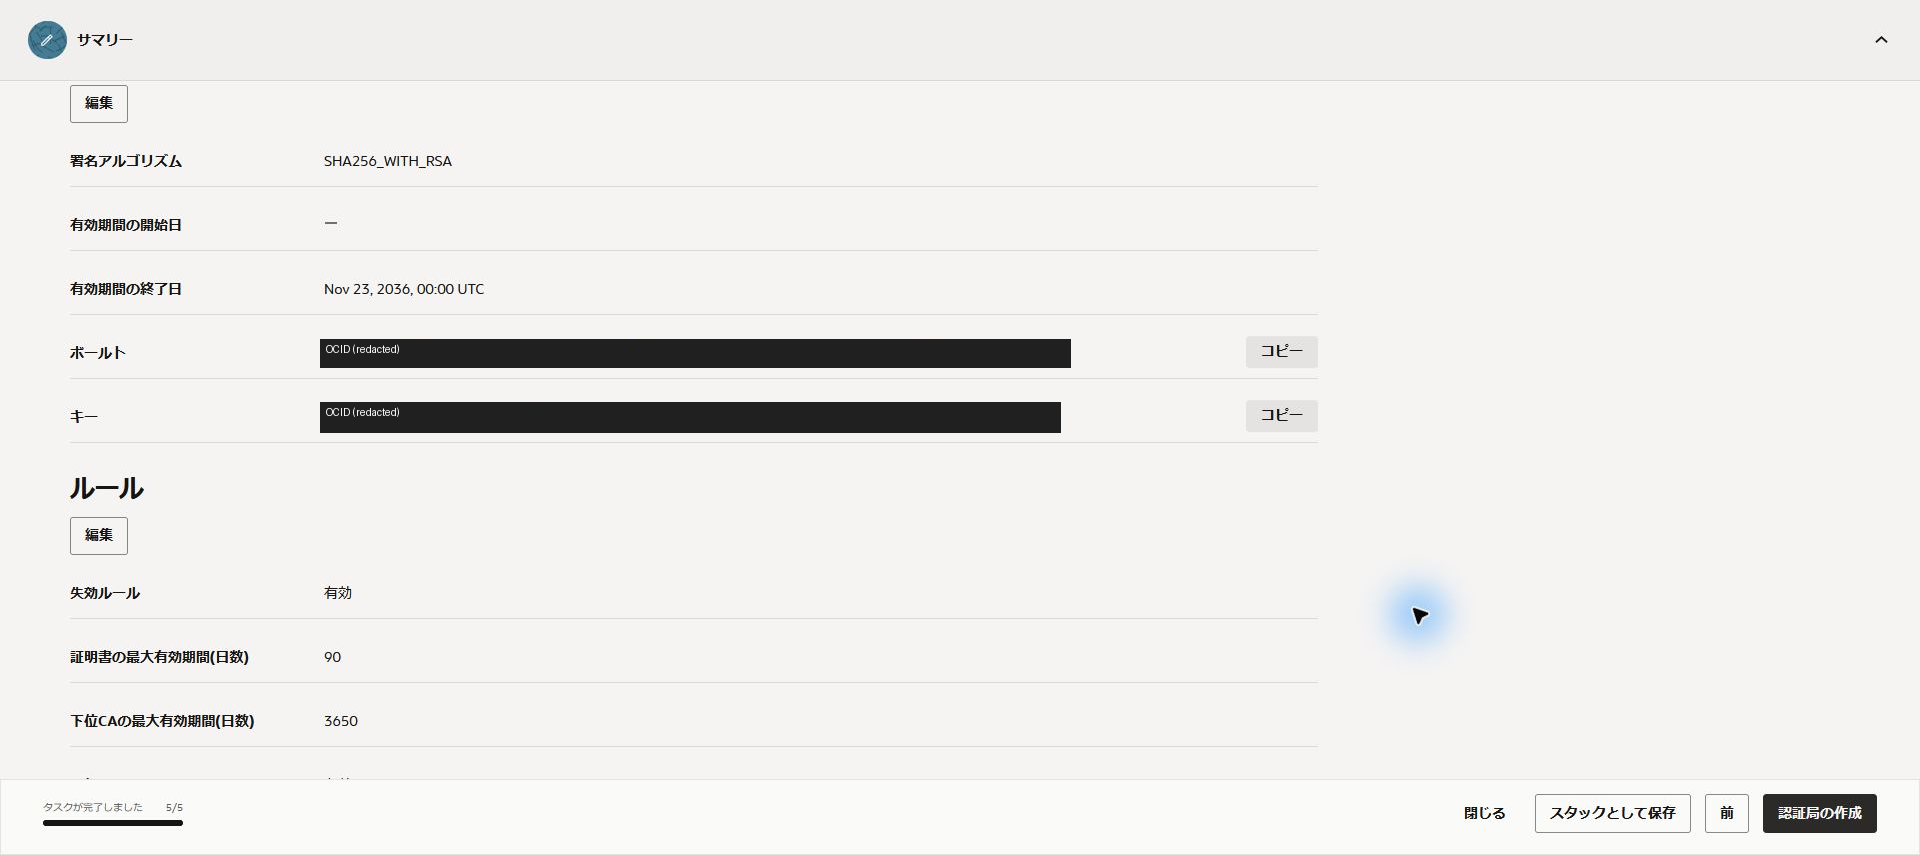 サマリー
編集
署名アルゴリズム SHA256_WITH_RSA
有効期間の開始日 —
有効期間の終了日 Nov 23, 2036, 00:00 UTC
ボールト OCID (redacted) コピー
キー OCID (redacted) コピー
ルール
編集
失効ルール 有効
証明書の最大有効期間(日数) 90
下位CAの最大有効期間(日数) 3650
タスクが完了しました 5/5
閉じる スタックとして保存 前 認証局の作成